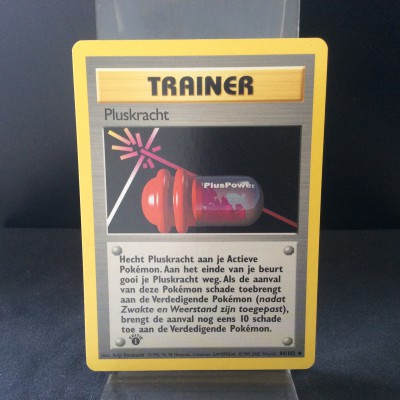 TRAINER
Pluskracht
PlusPower
Hecht Pluskracht aan je Actieve
Pokémon. Aan het einde van je beurt
gooi je Pluskracht weg. Als de aanval
van deze Pokémon schade toebrengt
aan de Verdedigende Pokémon (nadat
Zwakte en Weerstand zijn toegepast),
brengt de aanval nog eens 10 schade
toe aan de Verdedigende Pokémon.